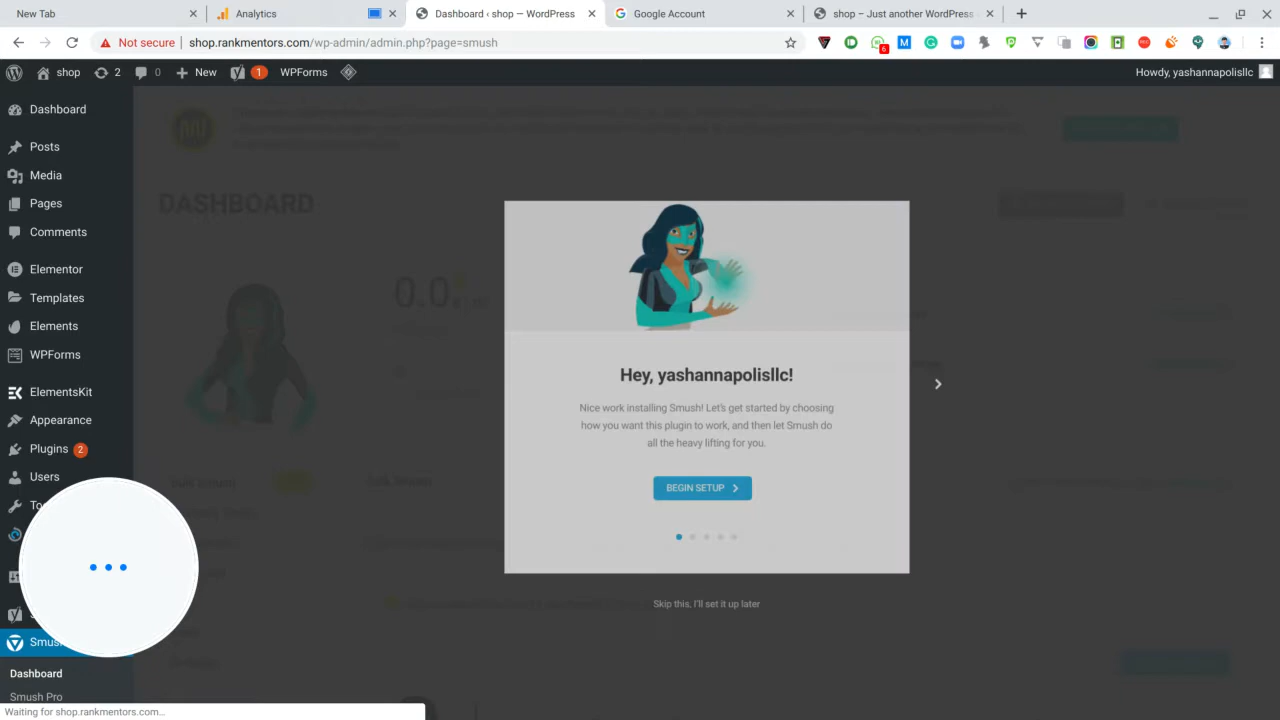 New Tab
Analytics
Dashboard ‹ shop — WordPress
Google Account
shop – Just another WordPress
Not secure
shop.rankmentors.com/wp-admin/admin.php?page=smush
6
shop
2
0
New
1
WPForms
Howdy, yashannapolisllc
Dashboard
Posts
Media
Pages
Comments
Elementor
Templates
Elements
WPForms
ElementsKit
Appearance
Plugins 2
Users
Smush
Dashboard
Smush Pro
Waiting for shop.rankmentors.com...
DASHBOARD
0.0
Hey, yashannapolisllc!
Nice work installing Smush! Let's get started by choosing
how you want this plugin to work, and then let Smush do
all the heavy lifting for you.
BEGIN SETUP
Skip this, I'll set it up later